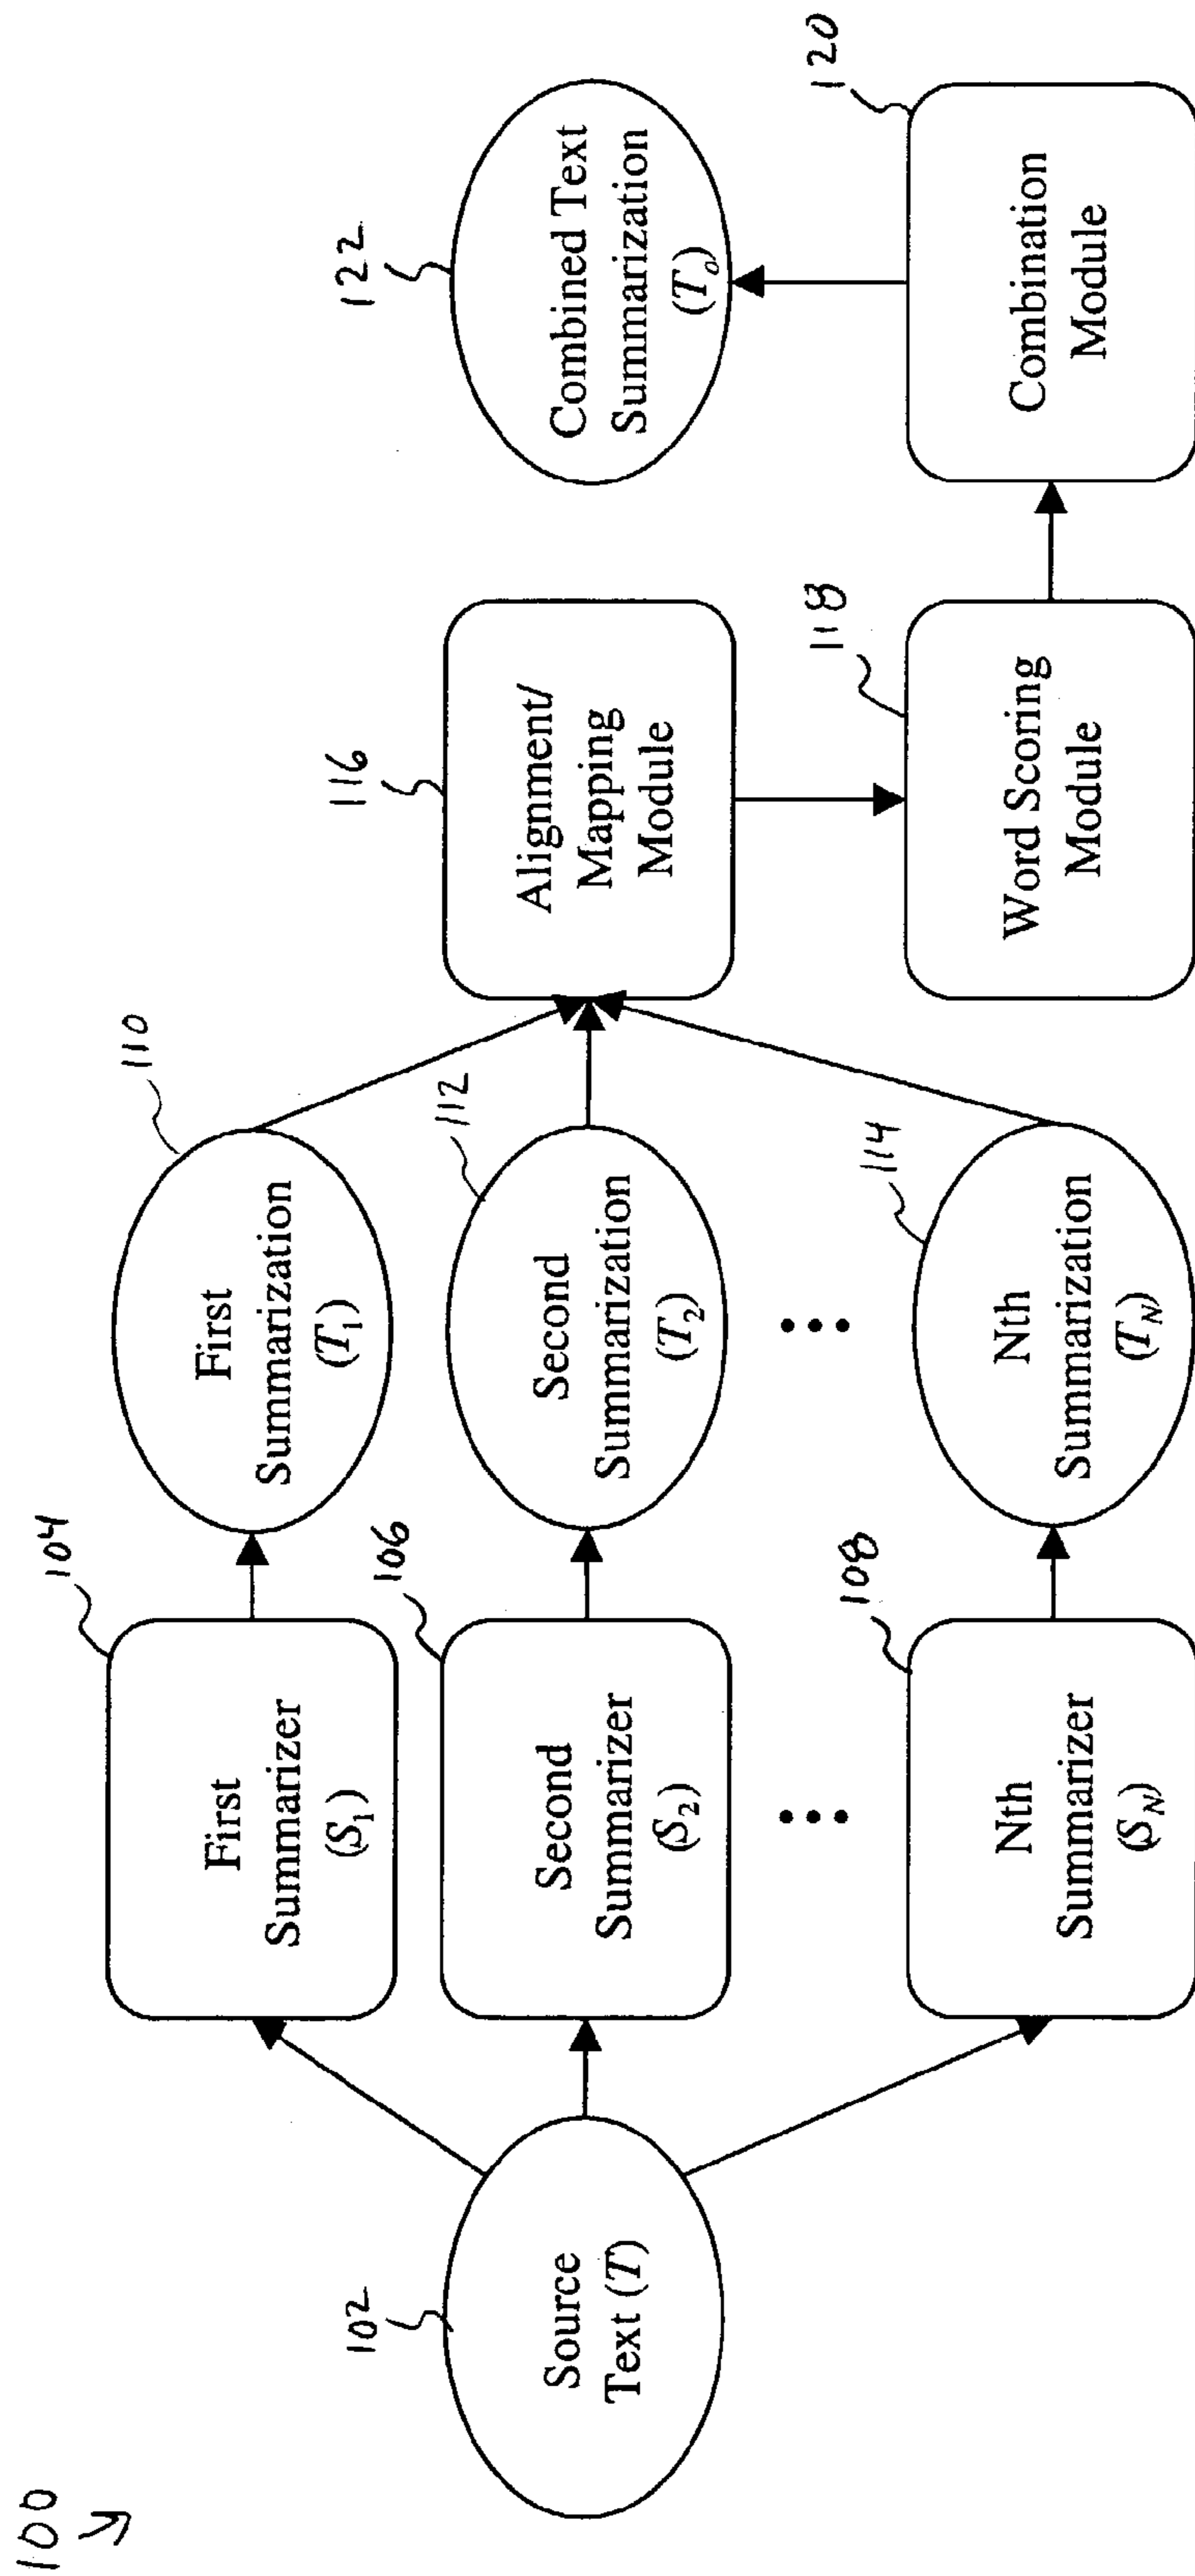 100
102
Source
Text (T)
104
First
Summarizer
(S₁)
106
Second
Summarizer
(S₂)
108
Nth
Summarizer
(S_N)
110
First
Summarization
(T₁)
112
Second
Summarization
(T₂)
114
Nth
Summarization
(T_N)
116
Alignment/
Mapping
Module
118
Word Scoring
Module
120
Combination
Module
122
Combined Text
Summarization
(Tₒ)